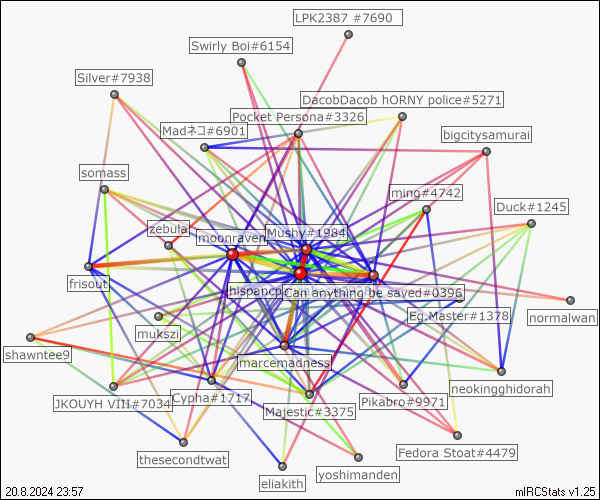 LPK2387 #7690
Swirly Boi#6154
Silver#7938
DacobDacob hORNY police#5271
Pocket Persona#3326
Madネコ#6901
bigcitysamurai
somass
ming#4742
Duck#1245
zebula
Mushy#1984
moonraven
frisout
hispancp
Can anything be saved#0396
Eg.Master#1378
normalwan
mukszi
shawntee9
marcemadness
neokingghidorah
JKOUYH VIII#7034
Cypha#1717
Pikabro#9971
Majestic#3375
Fedora Stoat#4479
thesecondtwat
yoshimanden
eliakith
20.8.2024 23:57
mIRCStats v1.25